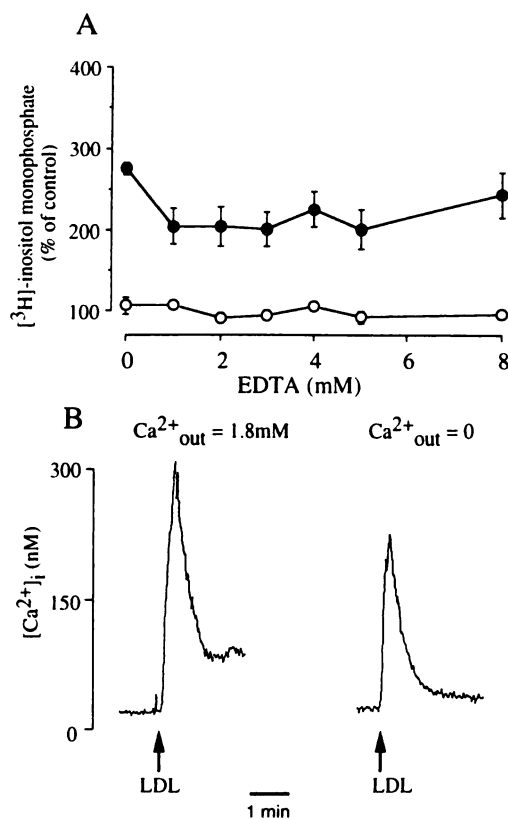 A
[³H]-inositol monophosphate
(% of control)
400
300
200
100
0 2 4 6 8
EDTA (mM)
B
Ca²⁺out = 1.8mM
Ca²⁺out = 0
[Ca²⁺]i (nM)
300
150
0
LDL
LDL
1 min